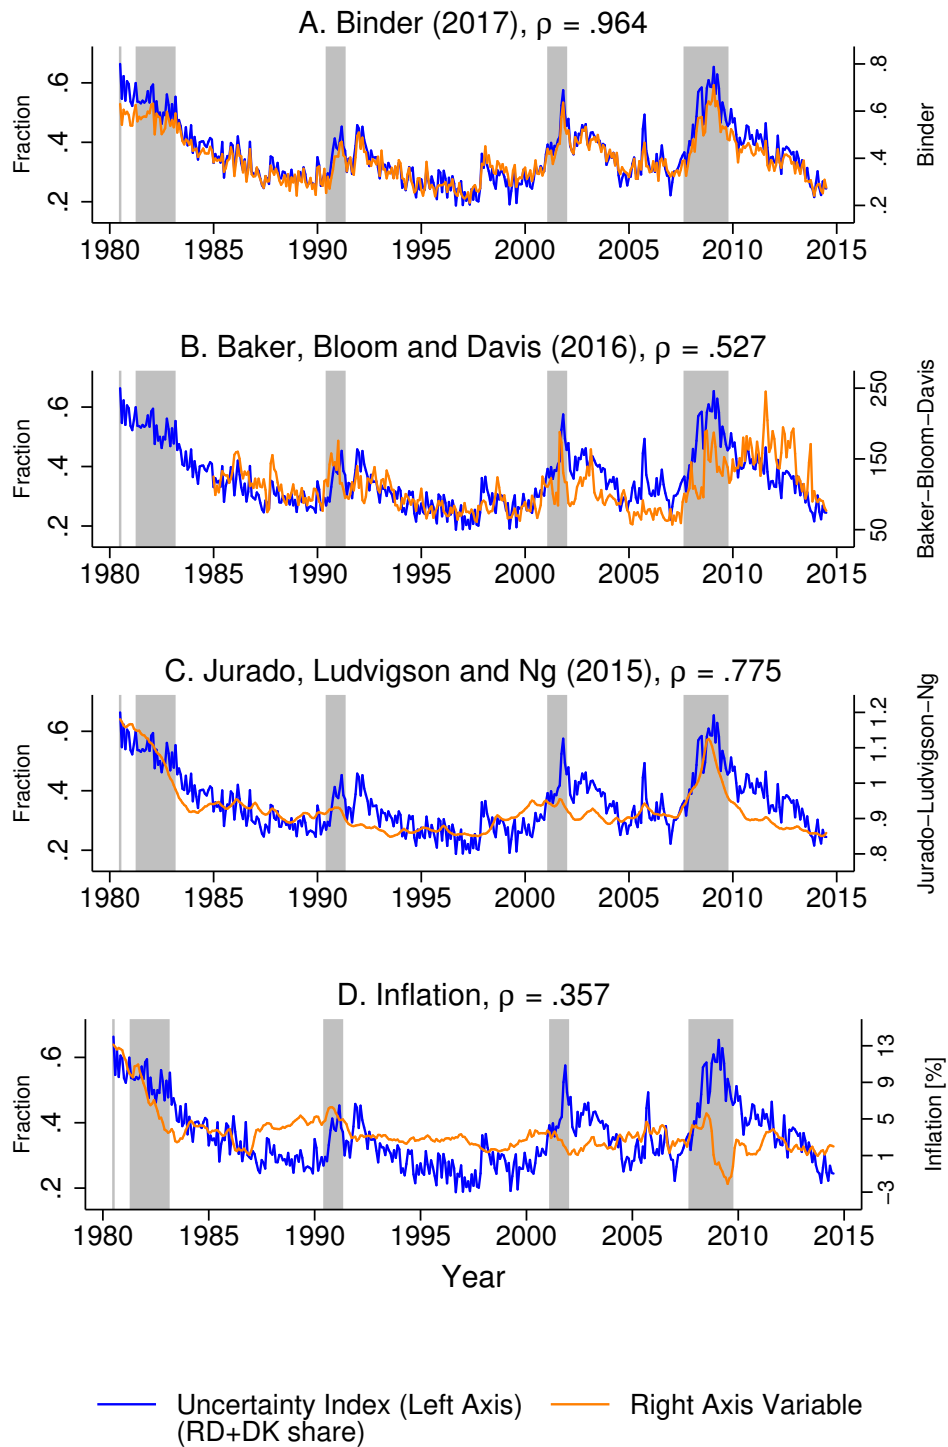 A. Binder (2017), ρ = .964
Fraction
.2 .4 .6
.2 .4 .6 .8
Binder
1980 1985 1990 1995 2000 2005 2010 2015
B. Baker, Bloom and Davis (2016), ρ = .527
Fraction
.2 .4 .6
50 150 250
Baker−Bloom−Davis
1980 1985 1990 1995 2000 2005 2010 2015
C. Jurado, Ludvigson and Ng (2015), ρ = .775
Fraction
.2 .4 .6
.8 .9 1 1.1 1.2
Jurado−Ludvigson−Ng
1980 1985 1990 1995 2000 2005 2010 2015
D. Inflation, ρ = .357
Fraction
.2 .4 .6
−3 1 5 9 13
Inflation [%]
1980 1985 1990 1995 2000 2005 2010 2015
Year
Uncertainty Index (Left Axis)
(RD+DK share)
Right Axis Variable